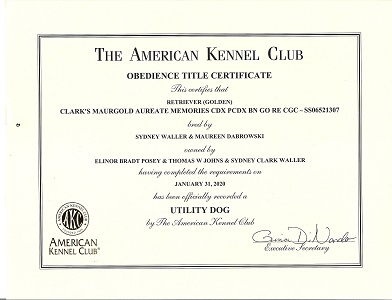 THE AMERICAN KENNEL CLUB
OBEDIENCE TITLE CERTIFICATE
This certifies that
RETRIEVER (GOLDEN)
CLARK'S MAURGOLD AUREATE MEMORIES CDX PCDX BN GO RE CGC - SS06521307
bred by
SYDNEY WALLER & MAUREEN DABROWSKI
owned by
ELINOR BRADT POSEY & THOMAS W JOHNS & SYDNEY CLARK WALLER
having completed the requirements on
JANUARY 31, 2020
has been officially recorded a
UTILITY DOG
by The American Kennel Club
AKC
AMERICAN
KENNEL CLUB®
Executive Secretary